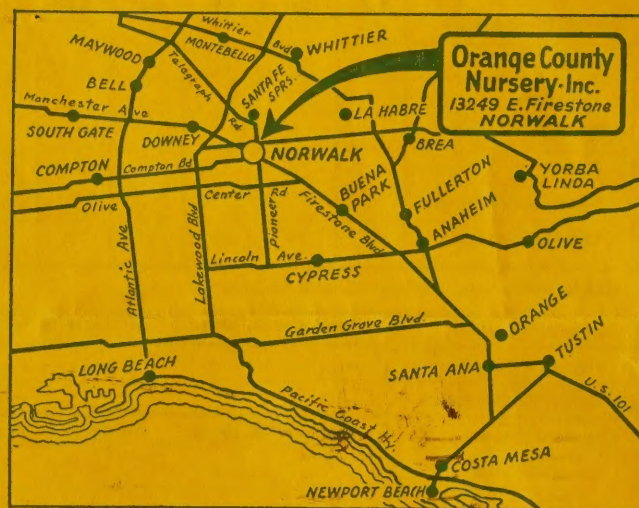 Whittier Bvd
MAYWOOD
MONTEBELLO
WHITTIER
Orange County
Nursery·Inc.
13249 E. Firestone
NORWALK
BELL
Telagraph Rd
SANTA FE
SPRS.
Manchester Ave
LA HABRE
SOUTH GATE
DOWNEY
BREA
COMPTON
Compton Bd
NORWALK
YORBA
LINDA
BUENA
PARK
Olive
Center
Pioneer Rd
Firestone Blvd
FULLERTON
ANAHEIM
Atlantic Ave
Lakewood Blvd
Lincoln Ave.
CYPRESS
OLIVE
Garden Grove Blvd.
ORANGE
TUSTIN
LONG BEACH
SANTA ANA
Pacific Coast Hy.
U.S. 101
COSTA MESA
NEWPORT BEACH